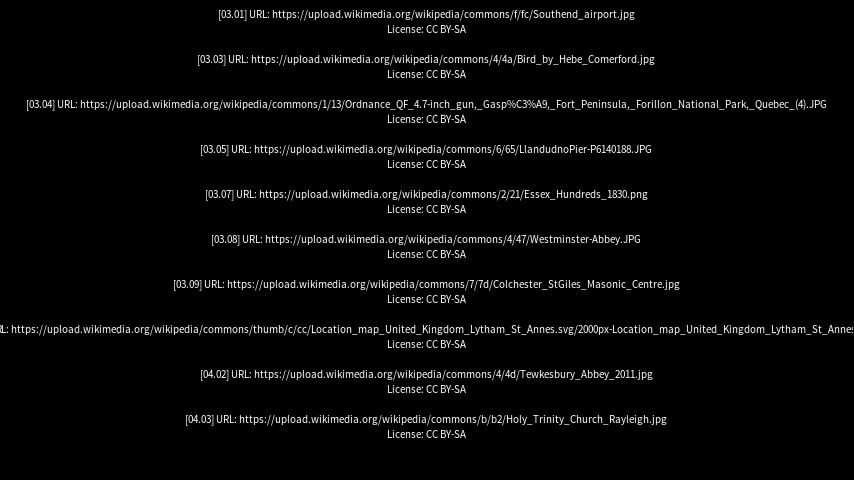 [03.01] URL: https://upload.wikimedia.org/wikipedia/commons/f/fc/Southend_airport.jpg
License: CC BY-SA
[03.03] URL: https://upload.wikimedia.org/wikipedia/commons/4/4a/Bird_by_Hebe_Comerford.jpg
License: CC BY-SA
[03.04] URL: https://upload.wikimedia.org/wikipedia/commons/1/13/Ordnance_QF_4.7-inch_gun,_Gasp%C3%A9,_Fort_Peninsula,_Forillon_National_Park,_Quebec_(4).JPG
License: CC BY-SA
[03.05] URL: https://upload.wikimedia.org/wikipedia/commons/6/65/LlandudnoPier-P6140188.JPG
License: CC BY-SA
[03.07] URL: https://upload.wikimedia.org/wikipedia/commons/2/21/Essex_Hundreds_1830.png
License: CC BY-SA
[03.08] URL: https://upload.wikimedia.org/wikipedia/commons/4/47/Westminster-Abbey.JPG
License: CC BY-SA
[03.09] URL: https://upload.wikimedia.org/wikipedia/commons/7/7d/Colchester_StGiles_Masonic_Centre.jpg
License: CC BY-SA
L: https://upload.wikimedia.org/wikipedia/commons/thumb/c/cc/Location_map_United_Kingdom_Lytham_St_Annes.svg/2000px-Location_map_United_Kingdom_Lytham_St_Annes
License: CC BY-SA
[04.02] URL: https://upload.wikimedia.org/wikipedia/commons/4/4d/Tewkesbury_Abbey_2011.jpg
License: CC BY-SA
[04.03] URL: https://upload.wikimedia.org/wikipedia/commons/b/b2/Holy_Trinity_Church_Rayleigh.jpg
License: CC BY-SA